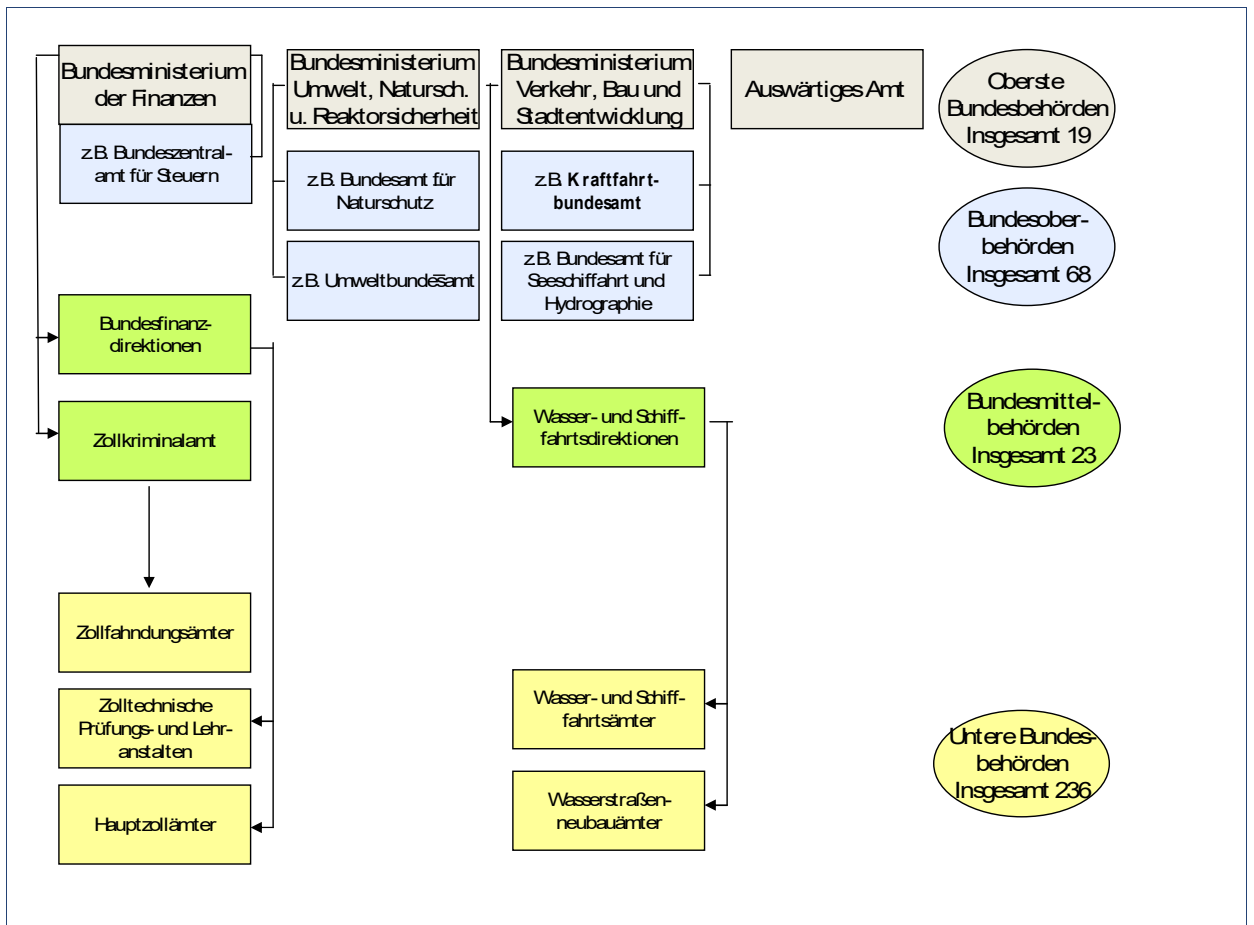 Bundesministerium
der Finanzen
Bundesministerium
Umwelt, Natursch.
u. Reaktorsicherheit
Bundesministerium
Verkehr, Bau und
Stadtentwicklung
Auswärtiges Amt
Oberste
Bundesbehörden
Insgesamt 19
z.B. Bundeszentral-
amt für Steuern
z.B. Bundesamt für
Naturschutz
z.B. Kraftfahrt-
bundesamt
Bundesober-
behörden
Insgesamt 68
z.B. Umweltbundesamt
z.B. Bundesamt für
Seeschiffahrt und
Hydrographie
Bundesfinanz-
direktionen
Zollkriminalamt
Wasser- und Schiff-
fahrtsdirektionen
Bundesmittel-
behörden
Insgesamt 23
Zollfahndungsämter
Zolltechnische
Prüfungs- und Lehr-
anstalten
Wasser- und Schiff-
fahrtsämter
Untere Bundes-
behörden
Insgesamt 236
Hauptzollämter
Wasserstraßen-
neubauämter